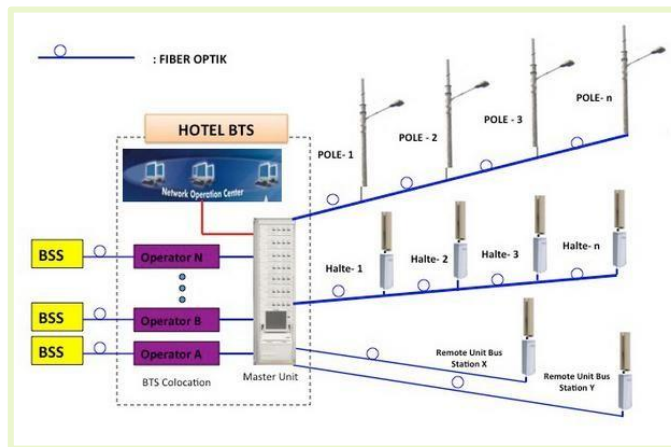 : FIBER OPTIK
HOTEL BTS
Network Operation Center
POLE- 1
POLE - 2
POLE - 3
POLE- n
BSS
Operator N
BSS
Operator B
BSS
Operator A
BTS Colocation
Master Unit
Halte- 1
Halte- 2
Halte- 3
Halte- n
Remote Unit Bus
Station X
Remote Unit Bus
Station Y